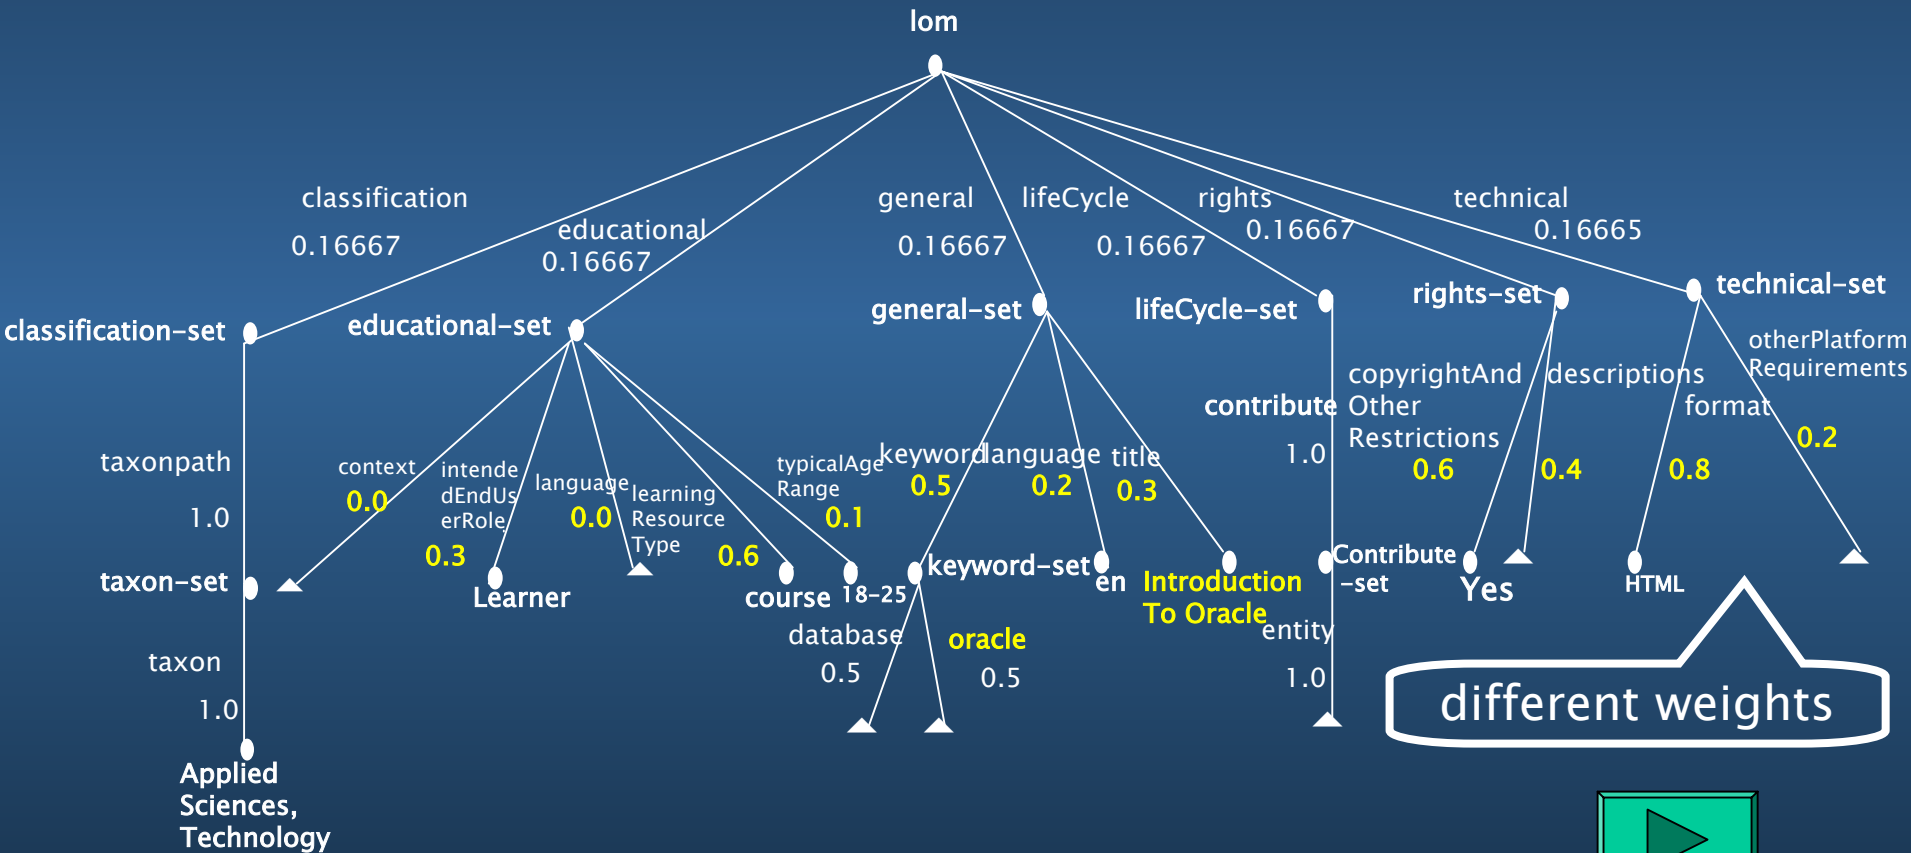 lom
classification
0.16667
educational
0.16667
general
0.16667
lifeCycle
0.16667
rights
0.16667
technical
0.16665
classification-set
educational-set
general-set
lifeCycle-set
rights-set
technical-set
taxonpath
1.0
context
0.0
intende
dEndUs
erRole
0.3
language
0.0
learning
Resource
Type
0.6
typicalAge
Range
0.1
keyword
0.5
language
0.2
title
0.3
contribute
1.0
copyrightAnd
Other
Restrictions
0.6
descriptions
0.4
format
0.8
otherPlatform
Requirements
0.2
taxon-set
Learner
course
18-25
keyword-set
en
Introduction
To Oracle
Contribute
-set
Yes
HTML
taxon
1.0
database
0.5
oracle
0.5
entity
1.0
different weights
Applied
Sciences,
Technology